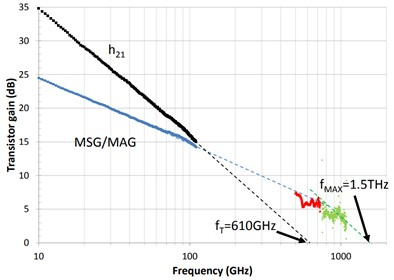 35
30
25
20
15
10
5
0
Transistor gain (dB)
h21
MSG/MAG
fMAX=1.5THz
fT=610GHz
10
100
1000
Frequency (GHz)